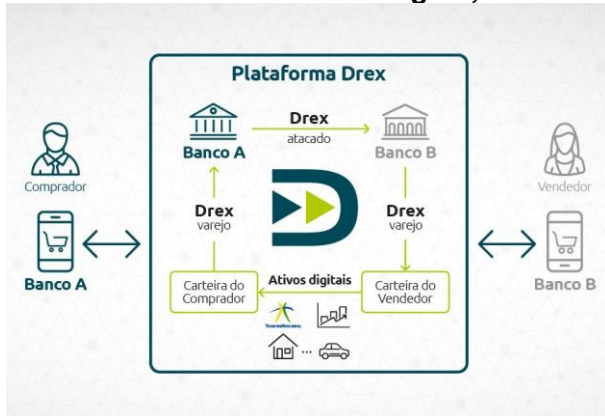 Plataforma Drex
Drex
atacado
Banco A
Banco B
Comprador
Vendedor
Drex
varejo
Drex
varejo
Banco A
Banco B
Carteira do
Comprador
Ativos digitais
Carteira do
Vendedor
TesouroNacional
...